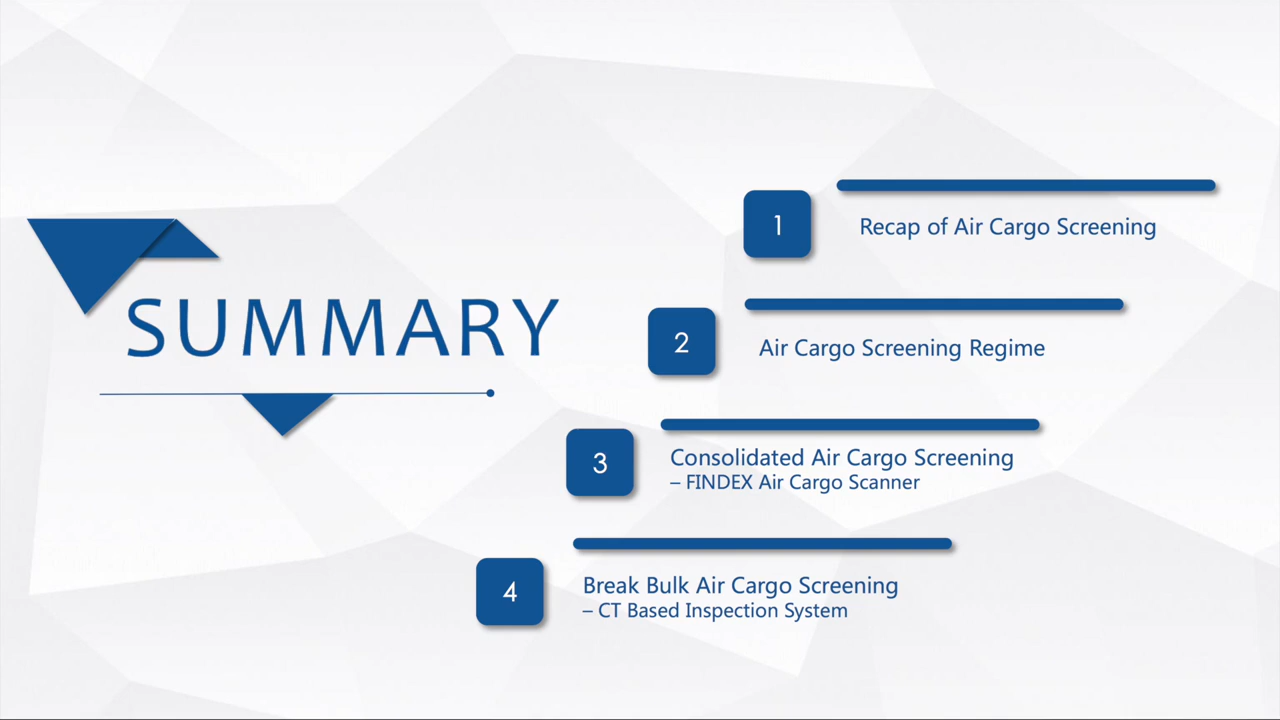 SUMMARY
1
Recap of Air Cargo Screening
2
Air Cargo Screening Regime
3
Consolidated Air Cargo Screening
– FINDEX Air Cargo Scanner
4
Break Bulk Air Cargo Screening
– CT Based Inspection System